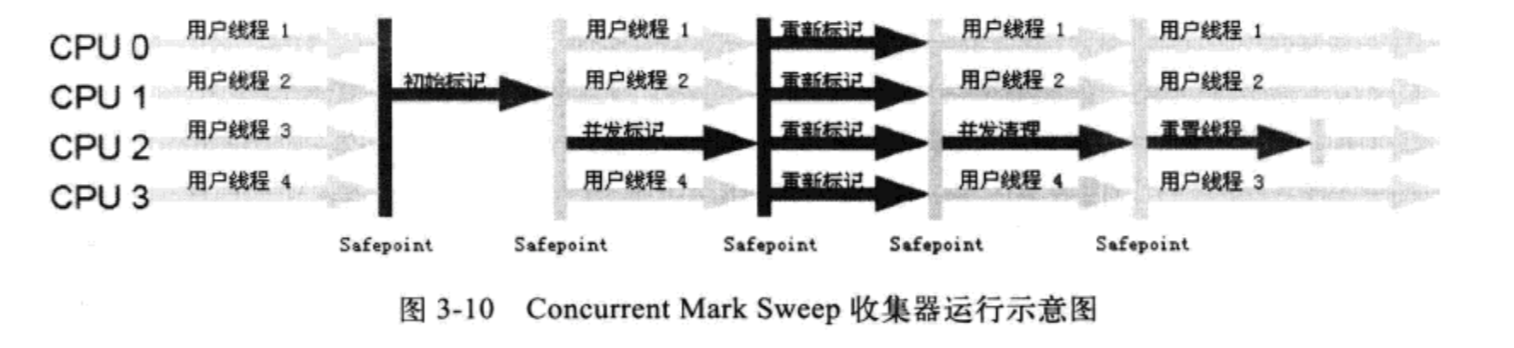 CPU 0 用户线程 1 用户线程 1 重新标记 用户线程 1 用户线程 1
CPU 1 用户线程 2 初始标记 用户线程 2 重新标记 用户线程 2 用户线程 2
CPU 2 用户线程 3 并发标记 重新标记 并发清理 重置线程
CPU 3 用户线程 4 用户线程 4 重新标记 用户线程 4 用户线程 3
Safepoint Safepoint Safepoint Safepoint Safepoint
图 3-10 Concurrent Mark Sweep 收集器运行示意图